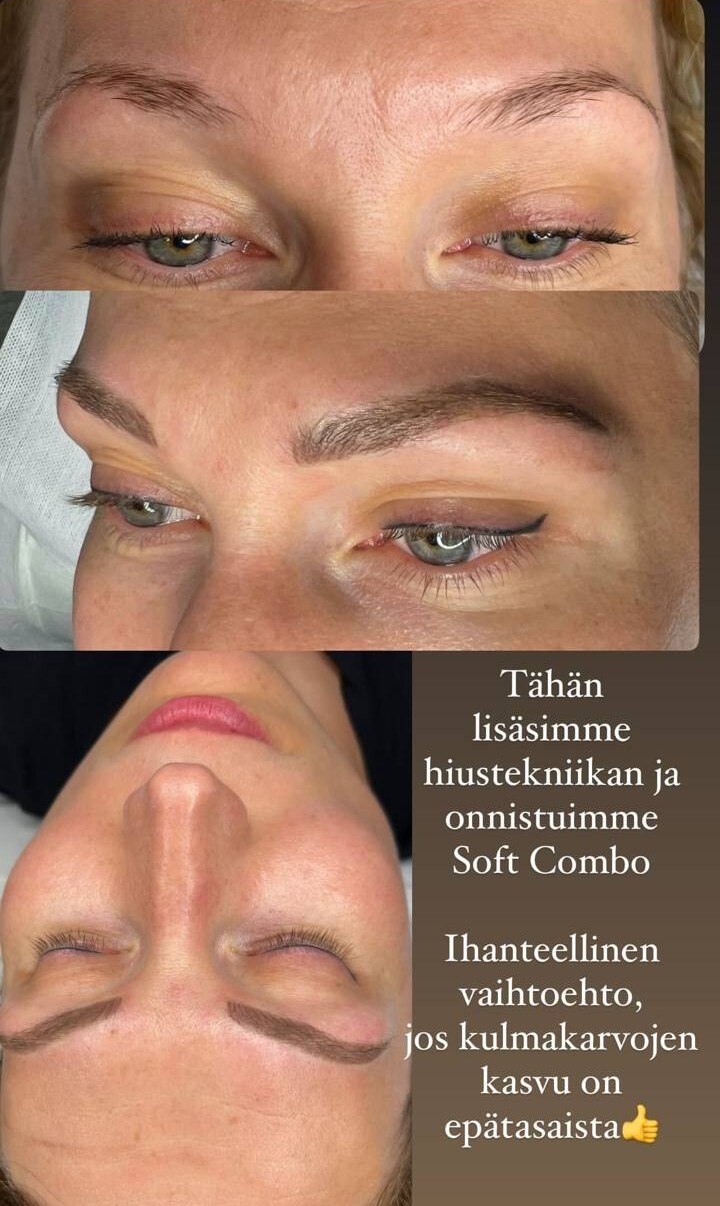 Tähän
lisäsimme
hiustekniikan ja
onnistuimme
Soft Combo
Ihanteellinen
vaihtoehto,
jos kulmakarvojen
kasvu on
epätasaista👍